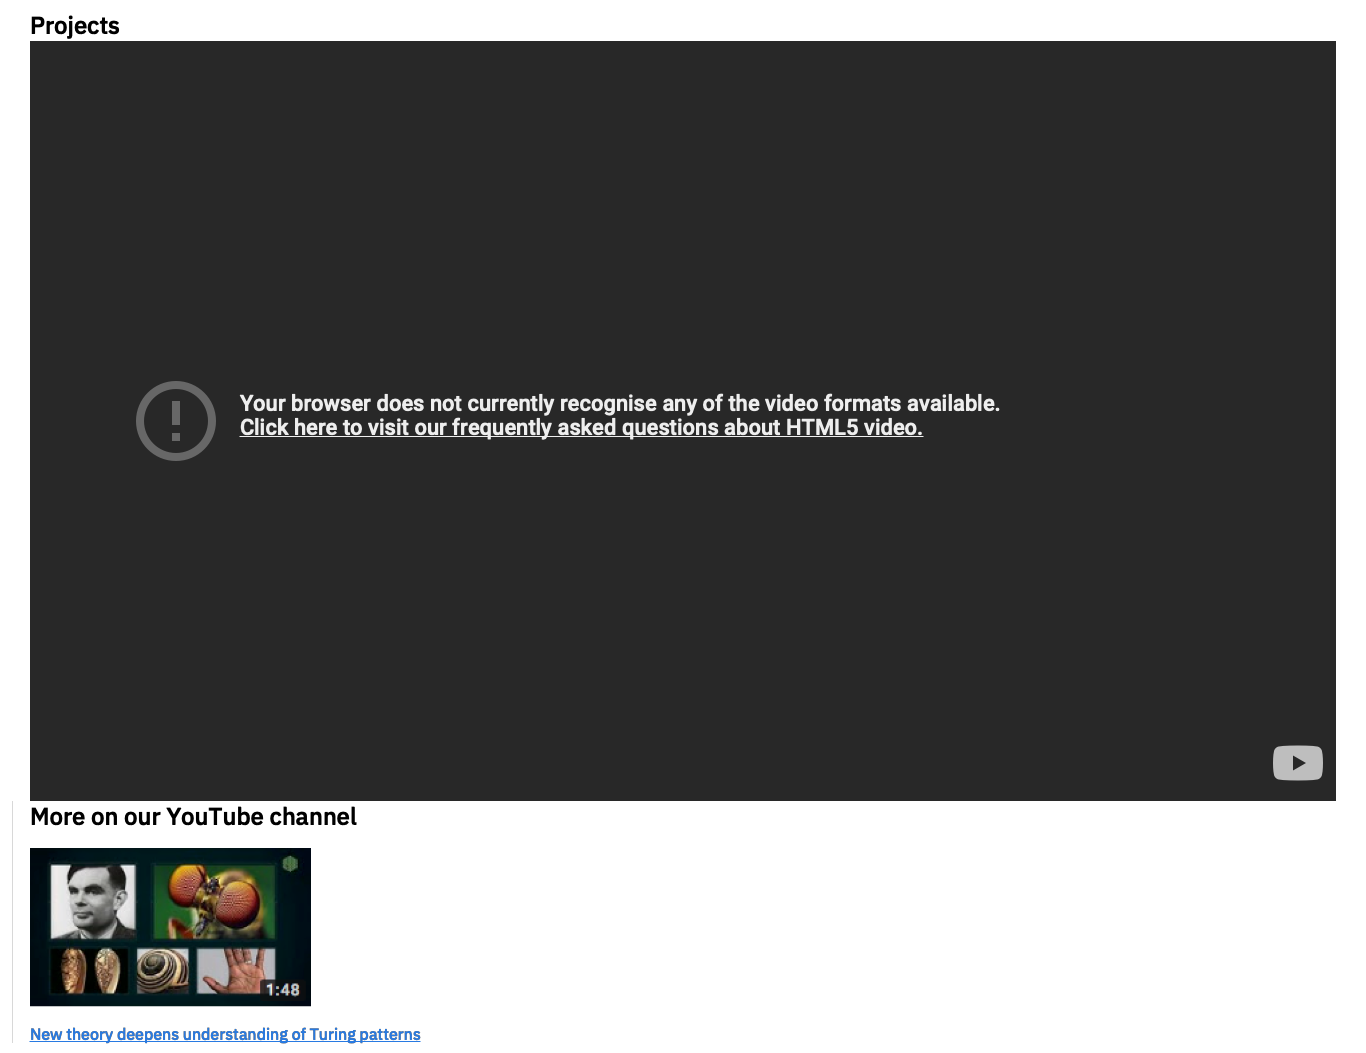 Projects
Your browser does not currently recognise any of the video formats available.
Click here to visit our frequently asked questions about HTML5 video.
More on our YouTube channel
1:48
New theory deepens understanding of Turing patterns